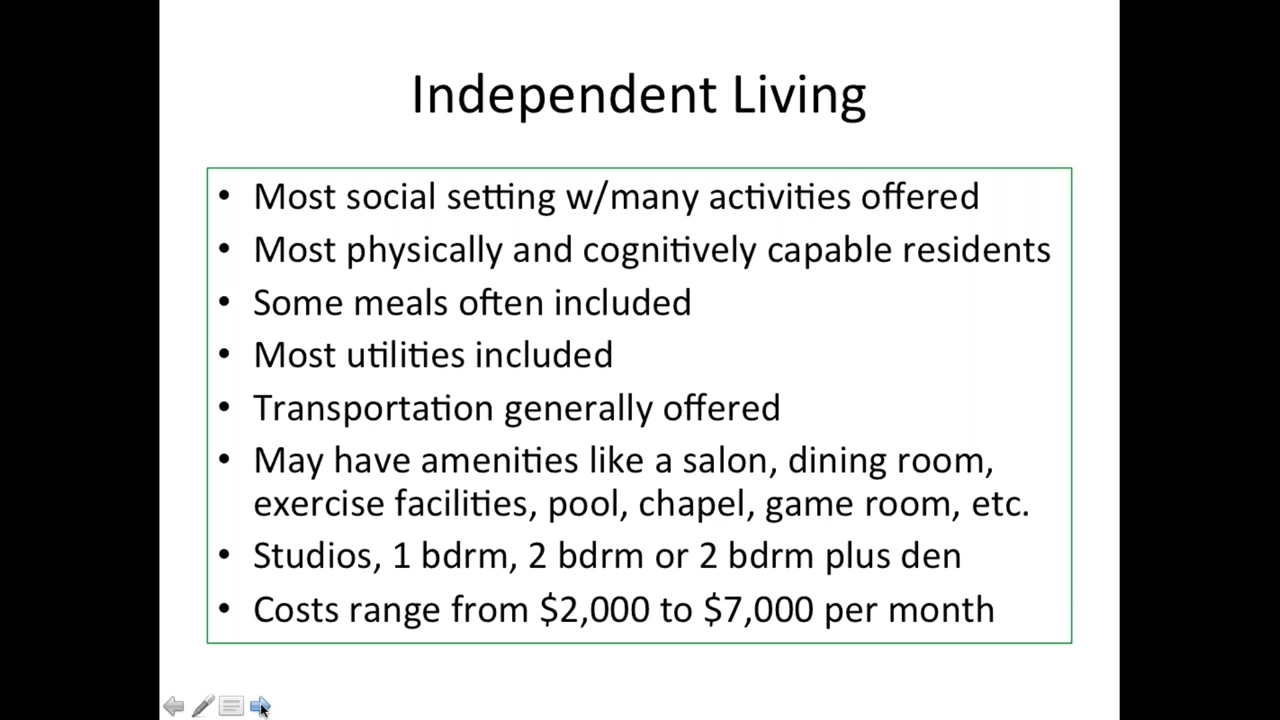 Independent Living
• Most social setting w/many activities offered
• Most physically and cognitively capable residents
• Some meals often included
• Most utilities included
• Transportation generally offered
• May have amenities like a salon, dining room,
exercise facilities, pool, chapel, game room, etc.
• Studios, 1 bdrm, 2 bdrm or 2 bdrm plus den
• Costs range from $2,000 to $7,000 per month